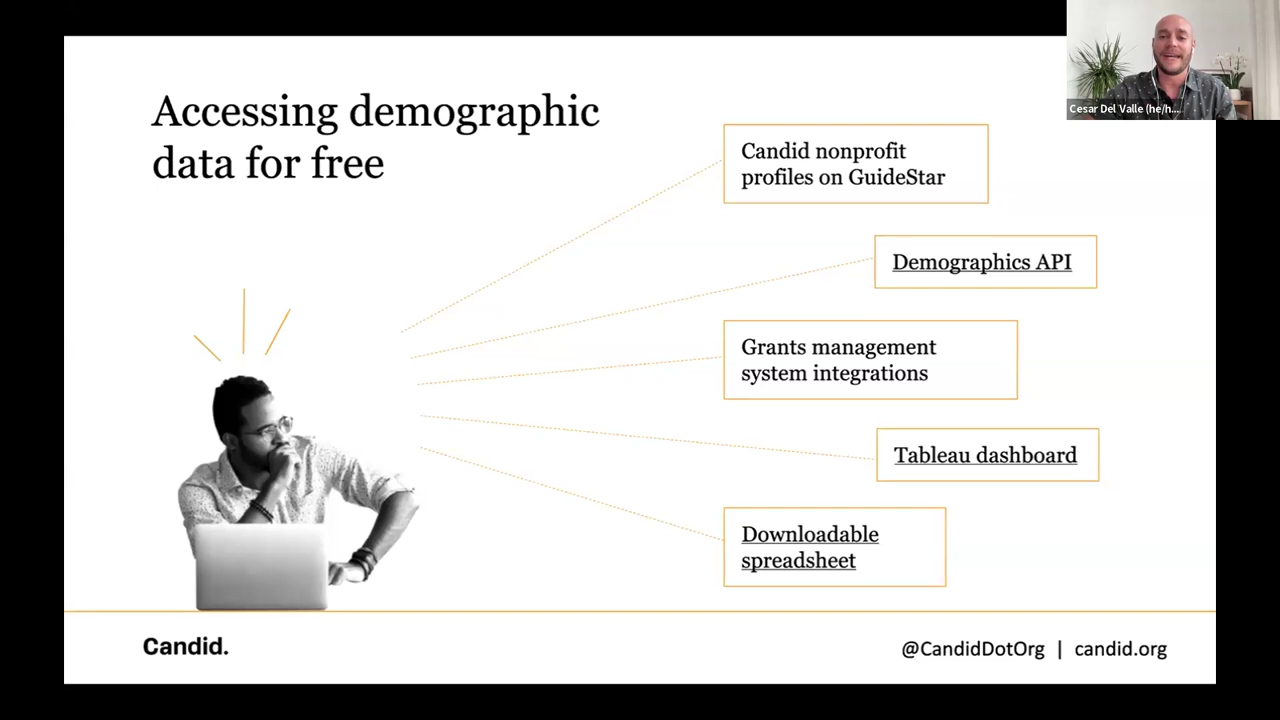 Accessing demographic
data for free
Cesar Del Valle (he/h...
Candid nonprofit
profiles on GuideStar
Demographics API
Grants management
system integrations
Tableau dashboard
Downloadable
spreadsheet
Candid.
@CandidDotOrg | candid.org